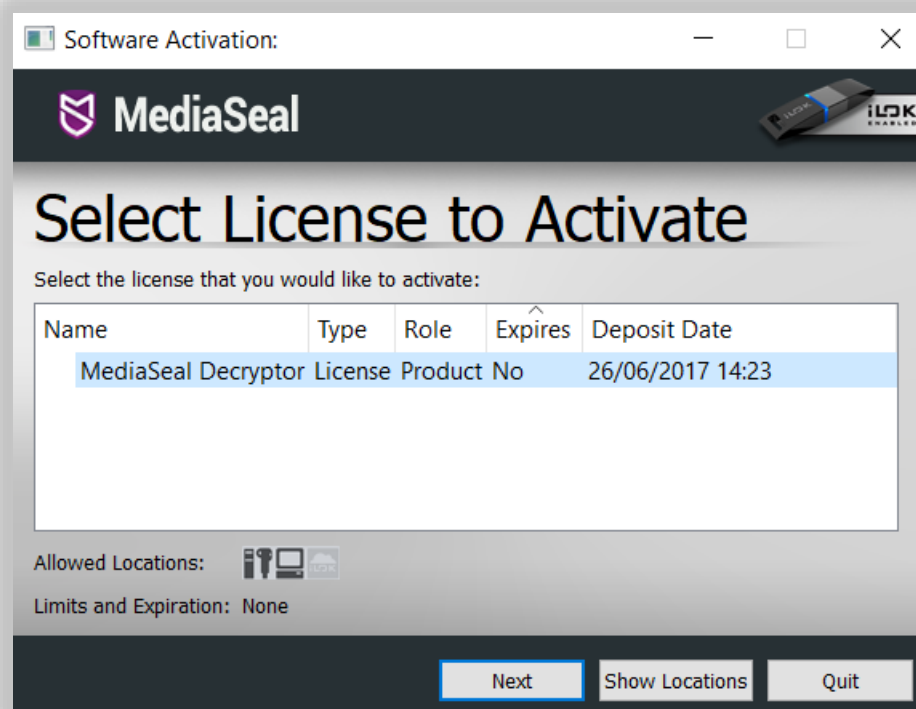 Software Activation:
MediaSeal
iLOK
ENABLED
Select License to Activate
Select the license that you would like to activate:
Name Type Role Expires Deposit Date
MediaSeal Decryptor License Product No 26/06/2017 14:23
Allowed Locations:
Limits and Expiration: None
Next Show Locations Quit